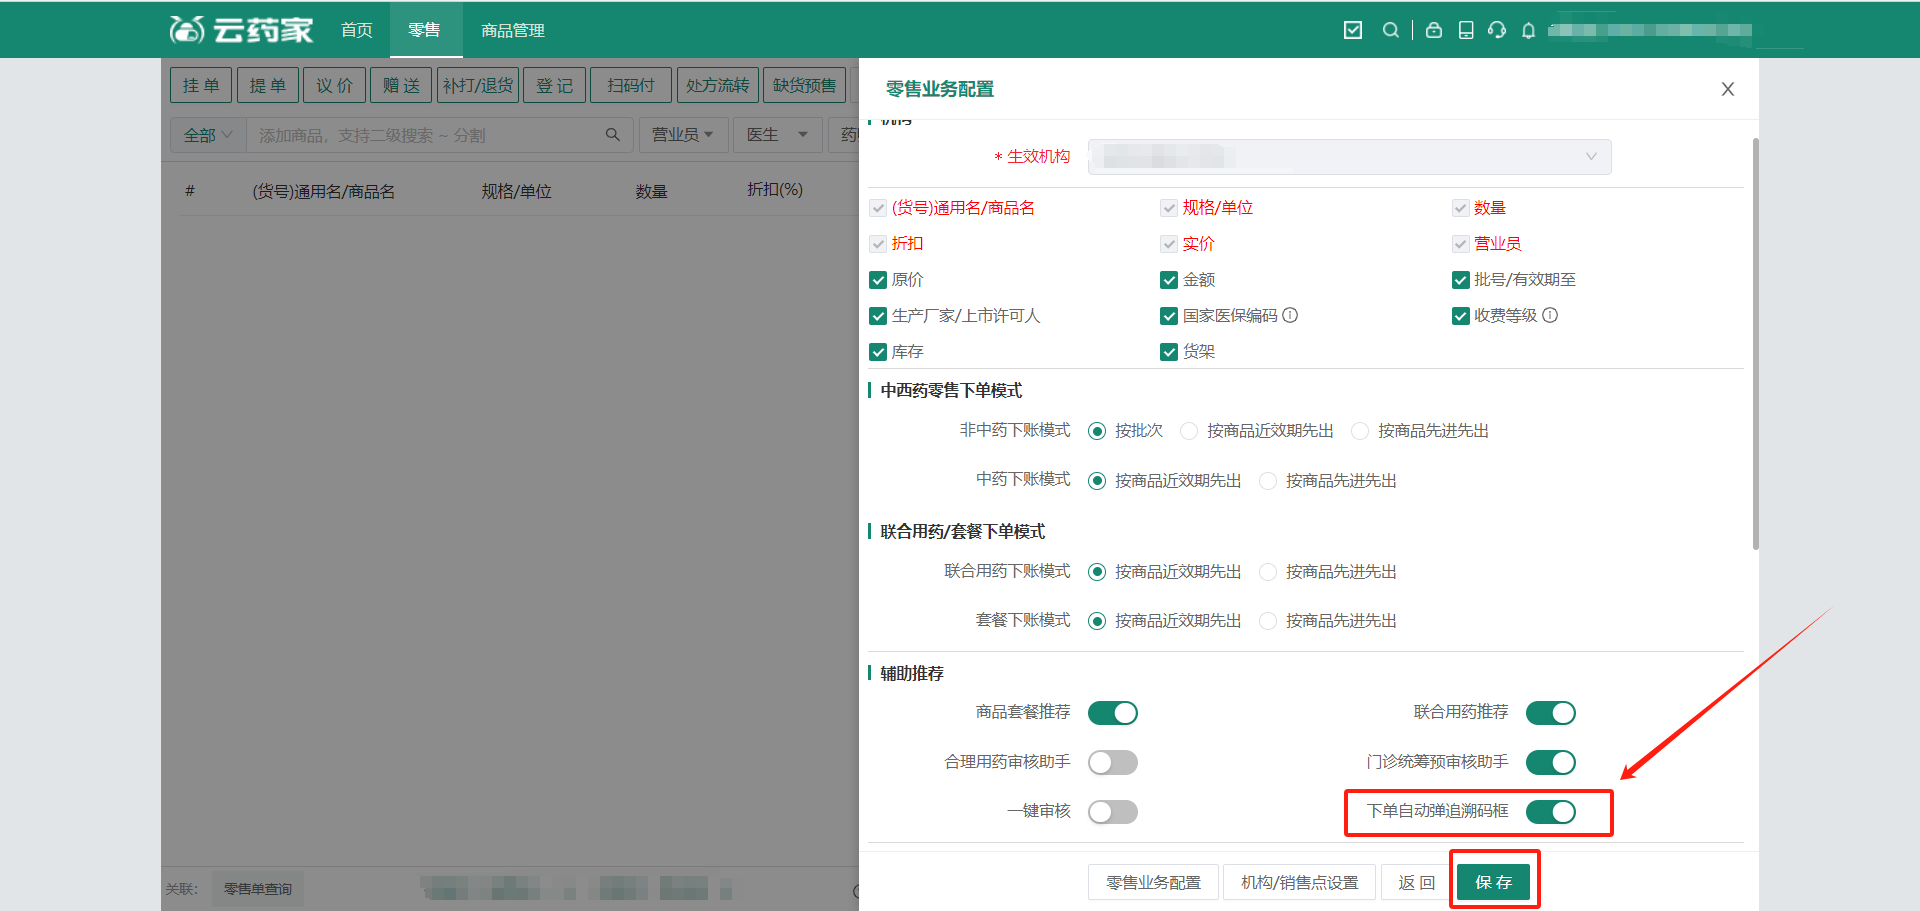 云药家 首页 零售 商品管理
挂 单 提 单 议 价 赠 送 补打/退货 登 记 扫码付 处方流转 缺货预售
全部 添加商品，支持二级搜索 ~ 分割 营业员 医生
# (货号)通用名/商品名 规格/单位 数量 折扣(%)
关联： 零售单查询
零售业务配置
机构
* 生效机构
(货号)通用名/商品名 规格/单位 数量
折扣 实价 营业员
原价 金额 批号/有效期至
生产厂家/上市许可人 国家医保编码 收费等级
库存 货架
中西药零售下单模式
非中药下账模式 按批次 按商品近效期先出 按商品先进先出
中药下账模式 按商品近效期先出 按商品先进先出
联合用药/套餐下单模式
联合用药下账模式 按商品近效期先出 按商品先进先出
套餐下账模式 按商品近效期先出 按商品先进先出
辅助推荐
商品套餐推荐 联合用药推荐
合理用药审核助手 门诊统筹预审核助手
一键审核 下单自动弹追溯码框
零售业务配置 机构/销售点设置 返 回 保 存